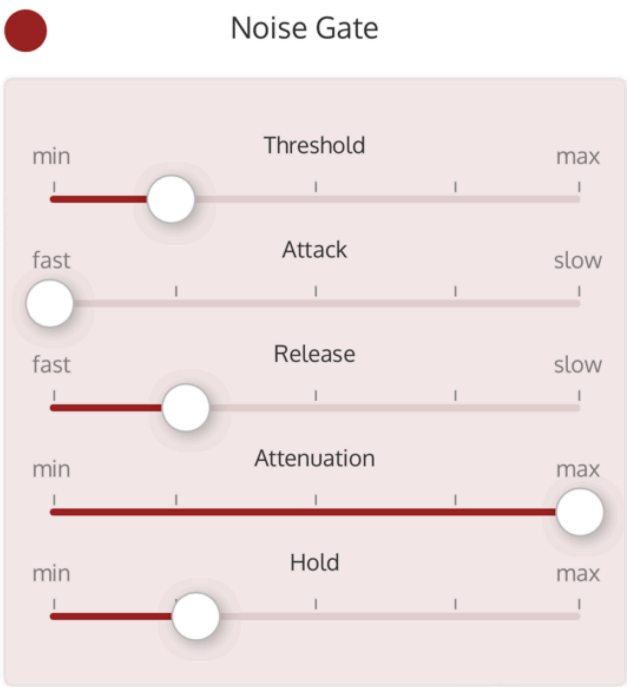 Noise Gate
Threshold
min max
Attack
fast slow
Release
fast slow
Attenuation
min max
Hold
min max